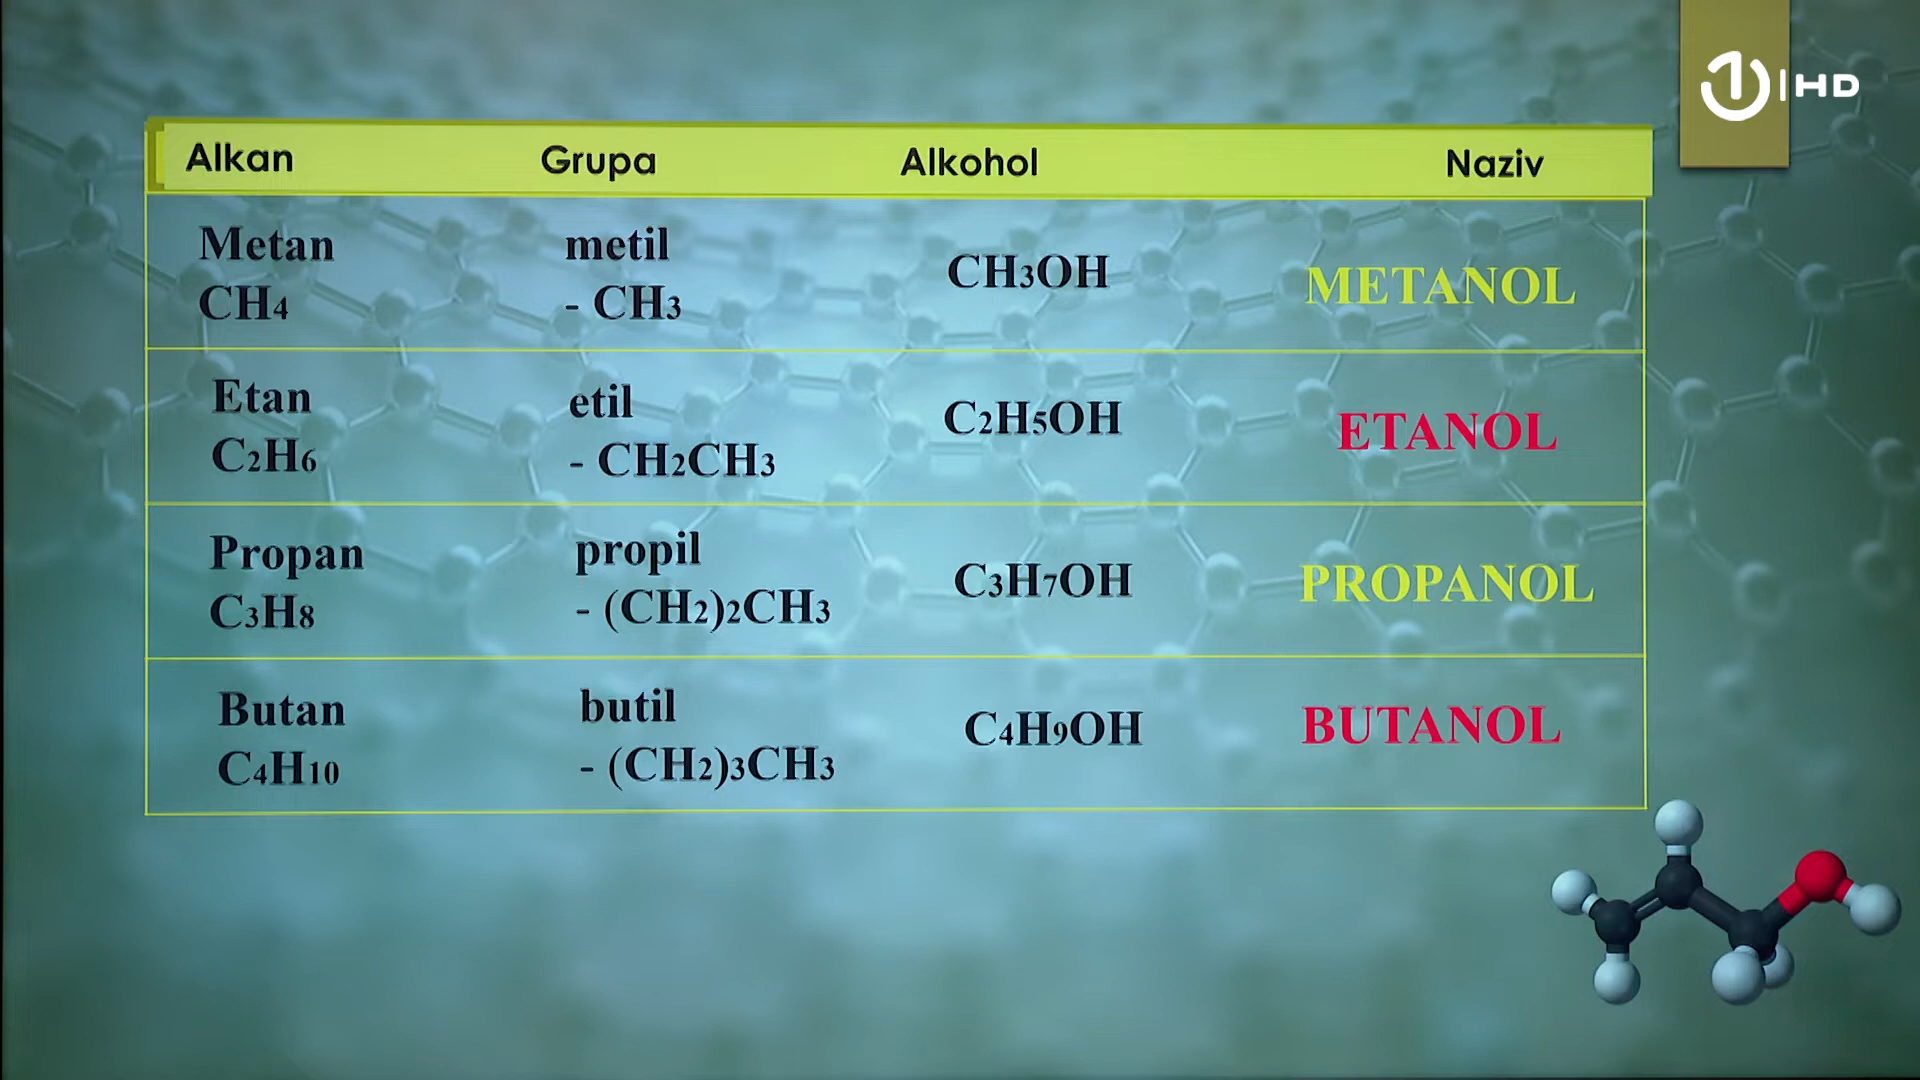 1 HD
Alkan Grupa Alkohol Naziv
Metan metil
CH4 - CH3 CH3OH METANOL
Etan etil
C2H6 - CH2CH3 C2H5OH ETANOL
Propan propil
C3H8 - (CH2)2CH3 C3H7OH PROPANOL
Butan butil
C4H10 - (CH2)3CH3 C4H9OH BUTANOL